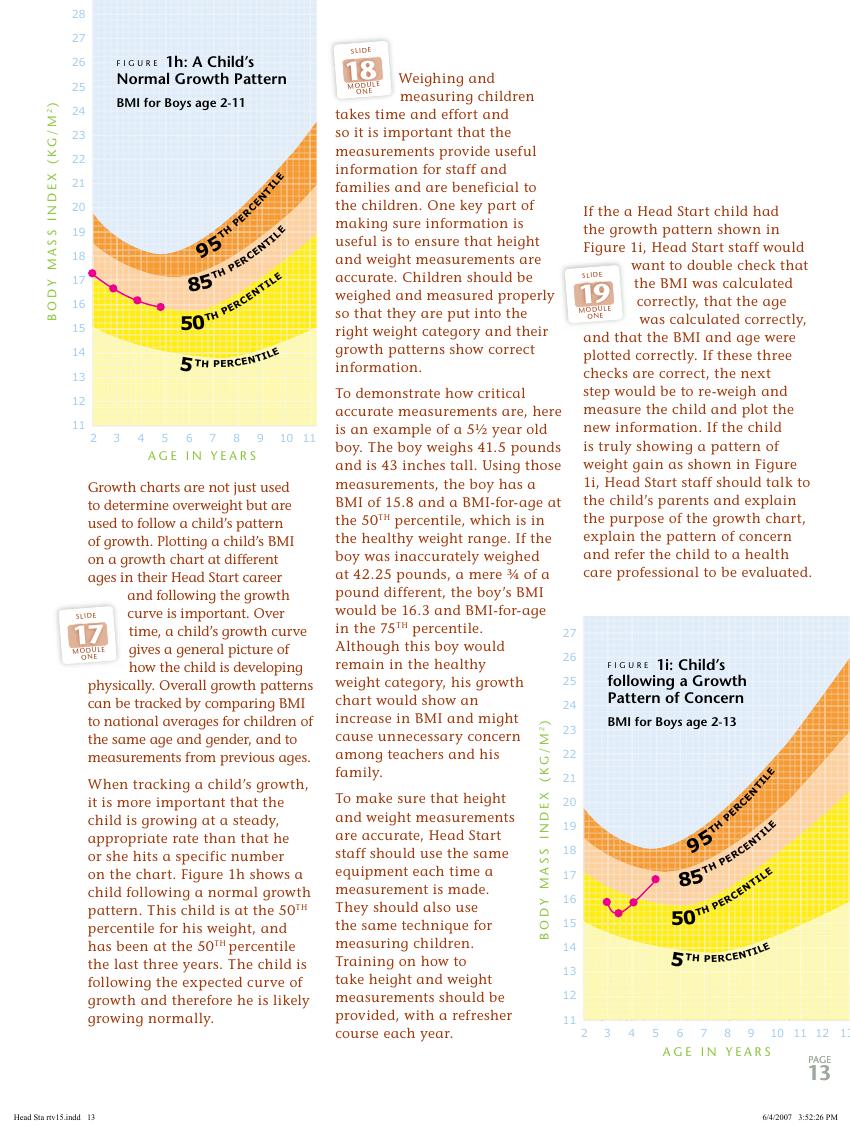 28
27
26
25
24
23
22
21
20
19
18
17
16
15
14
13
12
11
BODY MASS INDEX (KG/M²)
FIGURE 1h: A Child's
Normal Growth Pattern
BMI for Boys age 2-11
95TH PERCENTILE
85TH PERCENTILE
50TH PERCENTILE
5TH PERCENTILE
2 3 4 5 6 7 8 9 10 11
AGE IN YEARS
Growth charts are not just used
to determine overweight but are
used to follow a child's pattern
of growth. Plotting a child's BMI
on a growth chart at different
ages in their Head Start career
and following the growth
SLIDE
17
MODULE
ONE
curve is important. Over
time, a child's growth curve
gives a general picture of
how the child is developing
physically. Overall growth patterns
can be tracked by comparing BMI
to national averages for children of
the same age and gender, and to
measurements from previous ages.
When tracking a child's growth,
it is more important that the
child is growing at a steady,
appropriate rate than that he
or she hits a specific number
on the chart. Figure 1h shows a
child following a normal growth
pattern. This child is at the 50TH
percentile for his weight, and
has been at the 50TH percentile
the last three years. The child is
following the expected curve of
growth and therefore he is likely
growing normally.
SLIDE
18
MODULE
ONE
Weighing and
measuring children
takes time and effort and
so it is important that the
measurements provide useful
information for staff and
families and are beneficial to
the children. One key part of
making sure information is
useful is to ensure that height
and weight measurements are
accurate. Children should be
weighed and measured properly
so that they are put into the
right weight category and their
growth patterns show correct
information.
To demonstrate how critical
accurate measurements are, here
is an example of a 5½ year old
boy. The boy weighs 41.5 pounds
and is 43 inches tall. Using those
measurements, the boy has a
BMI of 15.8 and a BMI-for-age at
the 50TH percentile, which is in
the healthy weight range. If the
boy was inaccurately weighed
at 42.25 pounds, a mere ¾ of a
pound different, the boy's BMI
would be 16.3 and BMI-for-age
in the 75TH percentile.
Although this boy would
remain in the healthy
weight category, his growth
chart would show an
increase in BMI and might
cause unnecessary concern
among teachers and his
family.
To make sure that height
and weight measurements
are accurate, Head Start
staff should use the same
equipment each time a
measurement is made.
They should also use
the same technique for
measuring children.
Training on how to
take height and weight
measurements should be
provided, with a refresher
course each year.
If the a Head Start child had
the growth pattern shown in
Figure 1i, Head Start staff would
SLIDE
19
MODULE
ONE
want to double check that
the BMI was calculated
correctly, that the age
was calculated correctly,
and that the BMI and age were
plotted correctly. If these three
checks are correct, the next
step would be to re-weigh and
measure the child and plot the
new information. If the child
is truly showing a pattern of
weight gain as shown in Figure
1i, Head Start staff should talk to
the child's parents and explain
the purpose of the growth chart,
explain the pattern of concern
and refer the child to a health
care professional to be evaluated.
27
26
25
24
23
22
21
20
19
18
17
16
15
14
13
12
11
BODY MASS INDEX (KG/M²)
FIGURE 1i: Child's
following a Growth
Pattern of Concern
BMI for Boys age 2-13
95TH PERCENTILE
85TH PERCENTILE
50TH PERCENTILE
5TH PERCENTILE
2 3 4 5 6 7 8 9 10 11 12 13
AGE IN YEARS
PAGE
13
Head Sta rtv15.indd 13
6/4/2007 3:52:26 PM